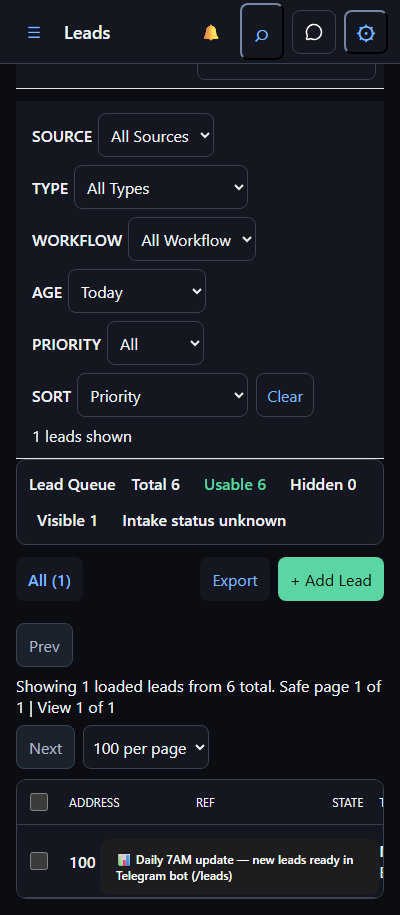 Leads
SOURCE All Sources
TYPE All Types
WORKFLOW All Workflow
AGE Today
PRIORITY All
SORT Priority Clear
1 leads shown
Lead Queue Total 6 Usable 6 Hidden 0
Visible 1 Intake status unknown
All (1) Export + Add Lead
Prev
Showing 1 loaded leads from 6 total. Safe page 1 of
1 | View 1 of 1
Next 100 per page
ADDRESS REF STATE
100
Daily 7AM update — new leads ready in
Telegram bot (/leads)